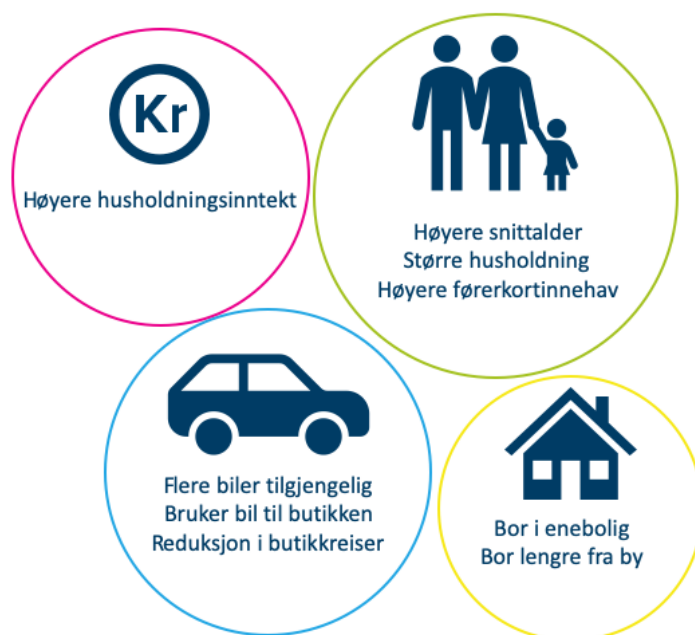 Kr
Høyere husholdningsinntekt
Høyere snittalder
Større husholdning
Høyere førerkortinnehav
Flere biler tilgjengelig
Bruker bil til butikken
Reduksjon i butikkreiser
Bor i enebolig
Bor lengre fra by